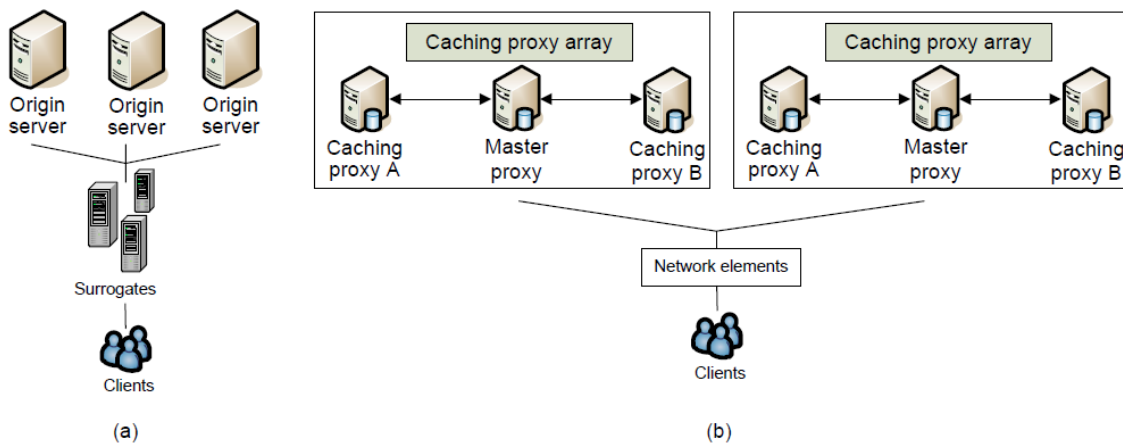 Origin
server
Origin
server
Origin
server
Surrogates
Clients
(a)
Caching proxy array
Caching
proxy A
Master
proxy
Caching
proxy B
Caching proxy array
Caching
proxy A
Master
proxy
Caching
proxy B
Network elements
Clients
(b)